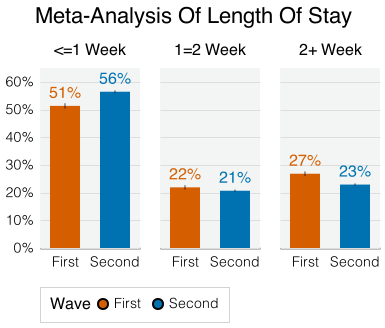 Meta-Analysis Of Length Of Stay
<=1 Week 1=2 Week 2+ Week
60%
50%
40%
30%
20%
10%
0%
51% 56% 22% 21% 27% 23%
First Second First Second First Second
Wave First Second